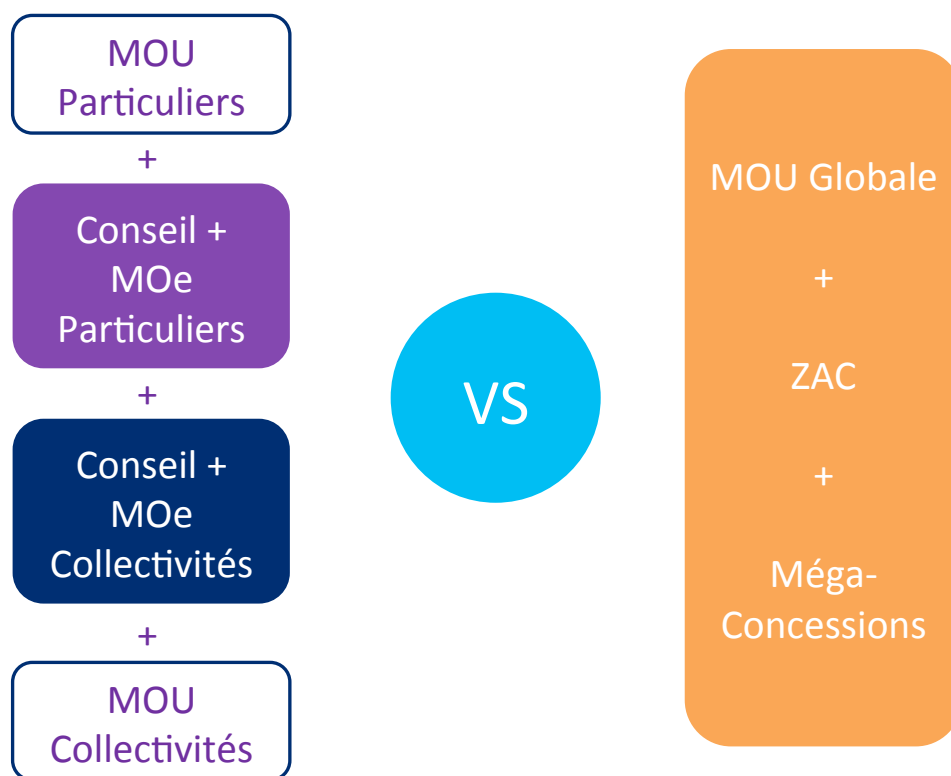 MOU
Particuliers
+
Conseil +
MOe
Particuliers
+
Conseil +
MOe
Collectivités
+
MOU
Collectivités
VS
MOU Globale
+
ZAC
+
Méga-
Concessions